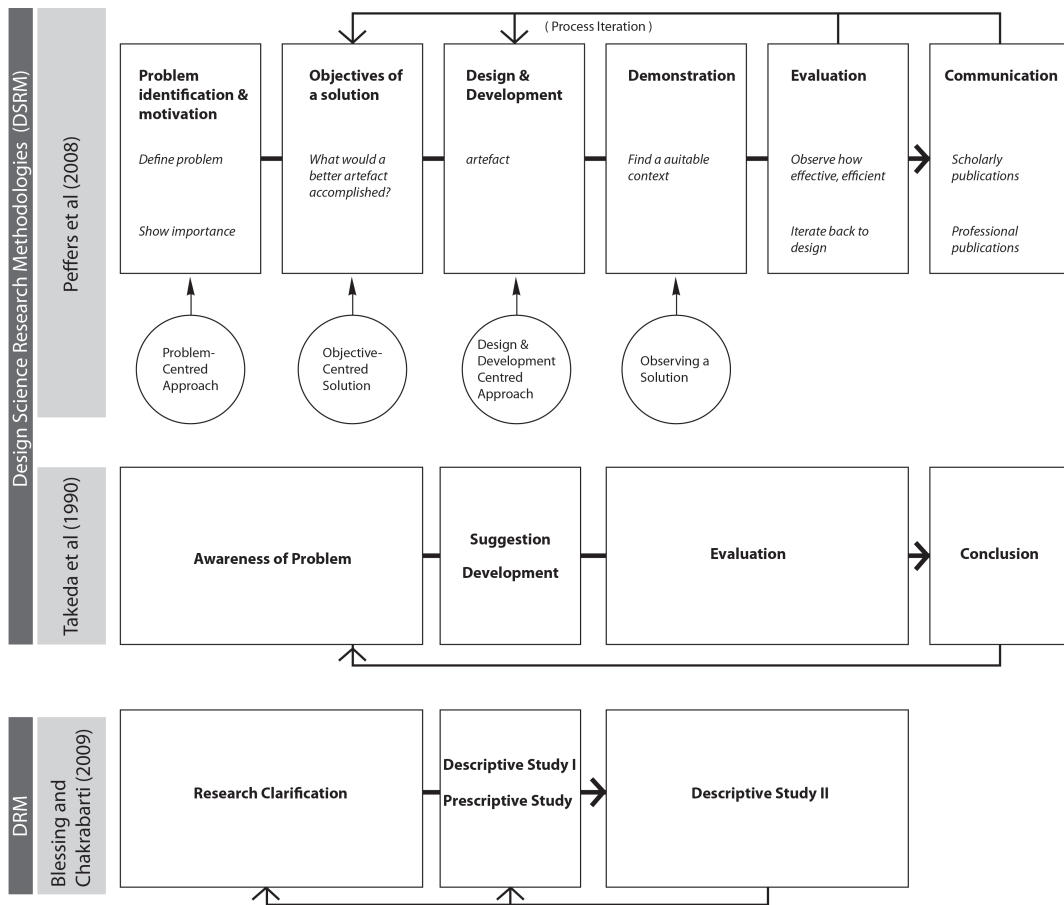 Design Science Research Methodologies (DSRM)
Peffers et al (2008)
( Process Iteration )
Problem
identification &
motivation
Define problem
Show importance
Objectives of
a solution
What would a
better artefact
accomplished?
Design &
Development
artefact
Demonstration
Find a auitable
context
Evaluation
Observe how
effective, efficient
Iterate back to
design
Communication
Scholarly
publications
Professional
publications
Problem-
Centred
Approach
Objective-
Centred
Solution
Design &
Development
Centred
Approach
Observing a
Solution
Takeda et al (1990)
Awareness of Problem
Suggestion
Development
Evaluation
Conclusion
DRM
Blessing and
Chakrabarti (2009)
Research Clarification
Descriptive Study I
Prescriptive Study
Descriptive Study II